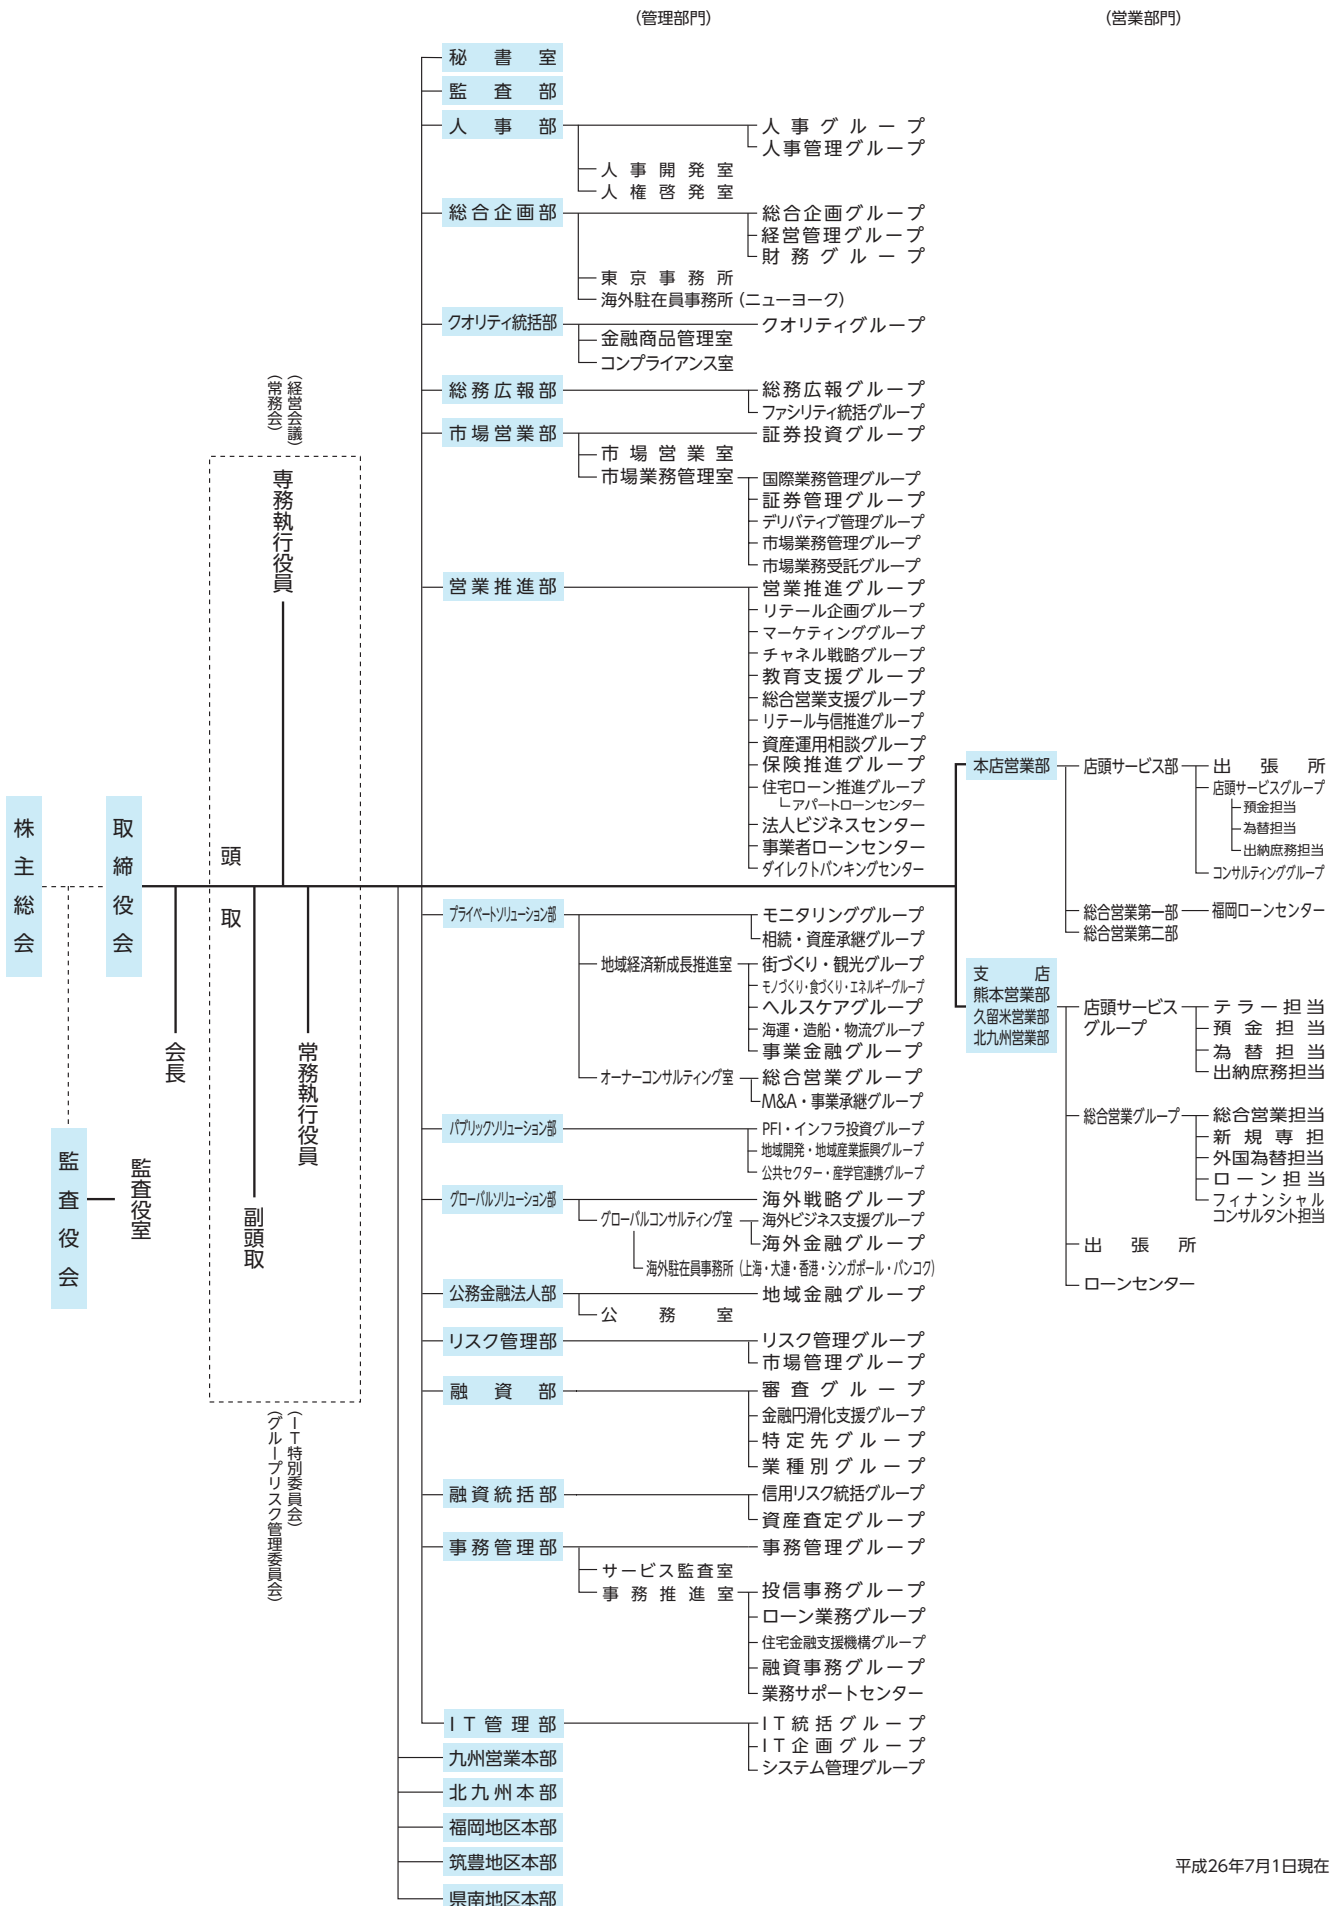 (管理部門)
(営業部門)
株主総会
取締役会
監査役会
監査役室
会長
頭取
副頭取
専務執行役員
常務執行役員
(経営会議)
(常務会)
(IT特別委員会)
(グループリスク管理委員会)
秘書室
監査部
人事部
人事グループ
人事管理グループ
人事開発室
人権啓発室
総合企画部
総合企画グループ
経営管理グループ
財務グループ
東京事務所
海外駐在員事務所(ニューヨーク)
クオリティ統括部
クオリティグループ
金融商品管理室
コンプライアンス室
総務広報部
総務広報グループ
ファシリティ統括グループ
市場営業部
証券投資グループ
市場営業室
市場業務管理室
国際業務管理グループ
証券管理グループ
デリバティブ管理グループ
市場業務管理グループ
市場業務受託グループ
営業推進部
営業推進グループ
リテール企画グループ
マーケティンググループ
チャネル戦略グループ
教育支援グループ
総合営業支援グループ
リテール与信推進グループ
資産運用相談グループ
保険推進グループ
住宅ローン推進グループ
アパートローンセンター
法人ビジネスセンター
事業者ローンセンター
ダイレクトバンキングセンター
プライベートソリューション部
モニタリンググループ
相続・資産承継グループ
地域経済新成長推進室
街づくり・観光グループ
モノづくり・食づくり・エネルギーグループ
ヘルスケアグループ
海運・造船・物流グループ
事業金融グループ
オーナーコンサルティング室
総合営業グループ
M&A・事業承継グループ
パブリックソリューション部
PFI・インフラ投資グループ
地域開発・地域産業振興グループ
公共セクター・産学官連携グループ
グローバルソリューション部
海外戦略グループ
グローバルコンサルティング室
海外ビジネス支援グループ
海外金融グループ
海外駐在員事務所(上海・大連・香港・シンガポール・バンコク)
公務金融法人部
地域金融グループ
公務室
リスク管理部
リスク管理グループ
市場管理グループ
融資部
審査グループ
金融円滑化支援グループ
特定先グループ
業種別グループ
融資統括部
信用リスク統括グループ
資産査定グループ
事務管理部
事務管理グループ
サービス監査室
事務推進室
投信事務グループ
ローン業務グループ
住宅金融支援機構グループ
融資事務グループ
業務サポートセンター
IT管理部
IT統括グループ
IT企画グループ
システム管理グループ
九州営業本部
北九州本部
福岡地区本部
筑豊地区本部
県南地区本部
本店営業部
店頭サービス部
出張所
店頭サービスグループ
預金担当
為替担当
出納庶務担当
コンサルティンググループ
総合営業第一部
福岡ローンセンター
総合営業第二部
支店
熊本営業部
久留米営業部
北九州営業部
店頭サービス
グループ
テラー担当
預金担当
為替担当
出納庶務担当
総合営業グループ
総合営業担当
新規専担
外国為替担当
ローン担当
フィナンシャル
コンサルタント担当
出張所
ローンセンター
平成26年7月1日現在